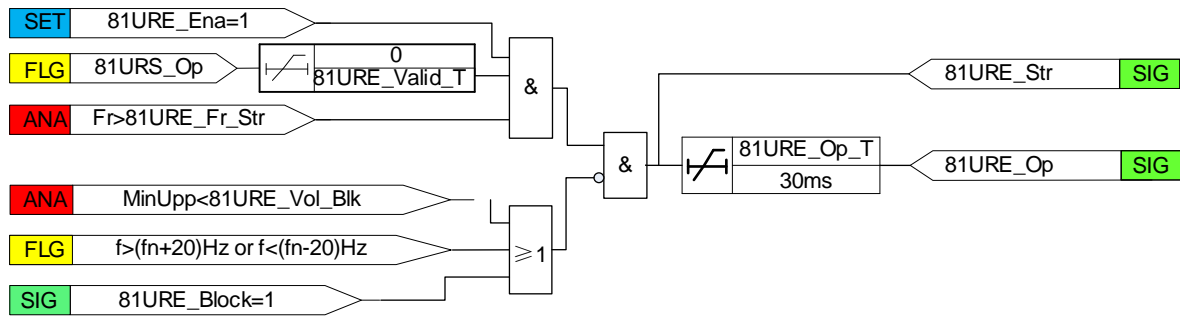 SET 81URE_Ena=1
FLG 81URS_Op
0
81URE_Valid_T
ANA Fr>81URE_Fr_Str
&
&
81URE_Str SIG
81URE_Op_T
30ms
81URE_Op SIG
ANA MinUpp<81URE_Vol_Blk
FLG f>(fn+20)Hz or f<(fn-20)Hz
≥1
SIG 81URE_Block=1